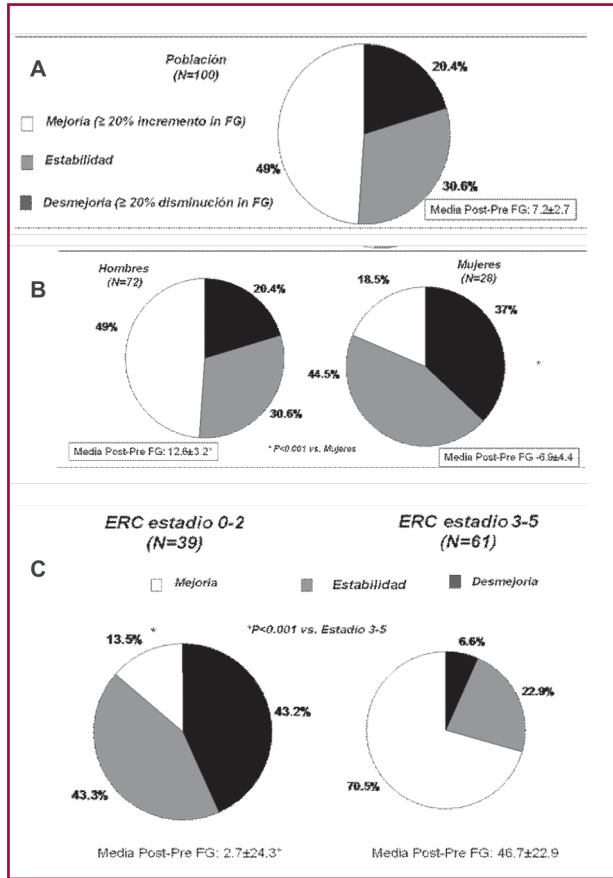 A
Población
(N=100)
20.4%
Mejoría (≥ 20% incremento in FG)
Estabilidad
49%
30.6%
Desmejoría (≥ 20% disminución in FG)
Media Post-Pre FG: 7.2±2.7
B
Hombres
(N=72)
20.4%
49%
30.6%
Media Post-Pre FG: 12.6±3.2*
* P<0.001 vs. Mujeres
Mujeres
(N=28)
18.5%
37%
44.5%
*
Media Post-Pre FG -6.9±4.4
ERC estadio 0-2
(N=39)
ERC estadio 3-5
(N=61)
C
Mejoría
Estabilidad
Desmejoría
*P<0.001 vs. Estadio 3-5
13.5%
*
43.2%
43.3%
6.6%
22.9%
70.5%
Media Post-Pre FG: 2.7±24.3*
Media Post-Pre FG: 46.7±22.9